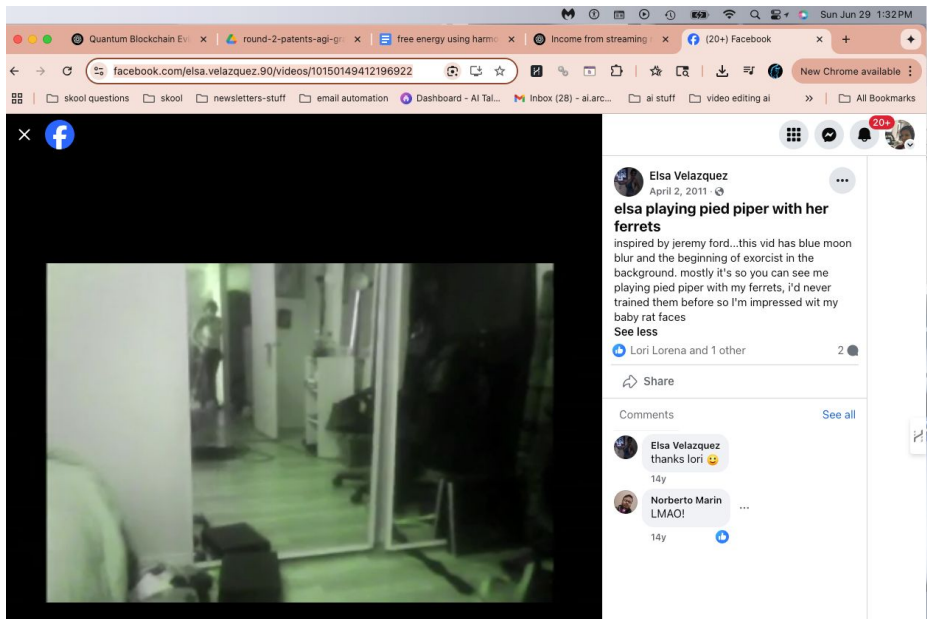 Sun Jun 29 1:32 PM
Quantum Blockchain Evi
round-2-patents-agi-gr
free energy using harmo
Income from streaming
(20+) Facebook
facebook.com/elsa.velazquez.90/videos/10150149412196922
New Chrome available
skool questions
skool
newsletters-stuff
email automation
Dashboard - AI Tal...
Inbox (28) - ai.arc...
ai stuff
video editing ai
All Bookmarks
20+
Elsa Velazquez
April 2, 2011
elsa playing pied piper with her
ferrets
inspired by jeremy ford...this vid has blue moon
blur and the beginning of exorcist in the
background. mostly it's so you can see me
playing pied piper with my ferrets, i'd never
trained them before so I'm impressed wit my
baby rat faces
See less
Lori Lorena and 1 other
2
Share
Comments
See all
Elsa Velazquez
thanks lori
14y
Norberto Marin
LMAO!
14y